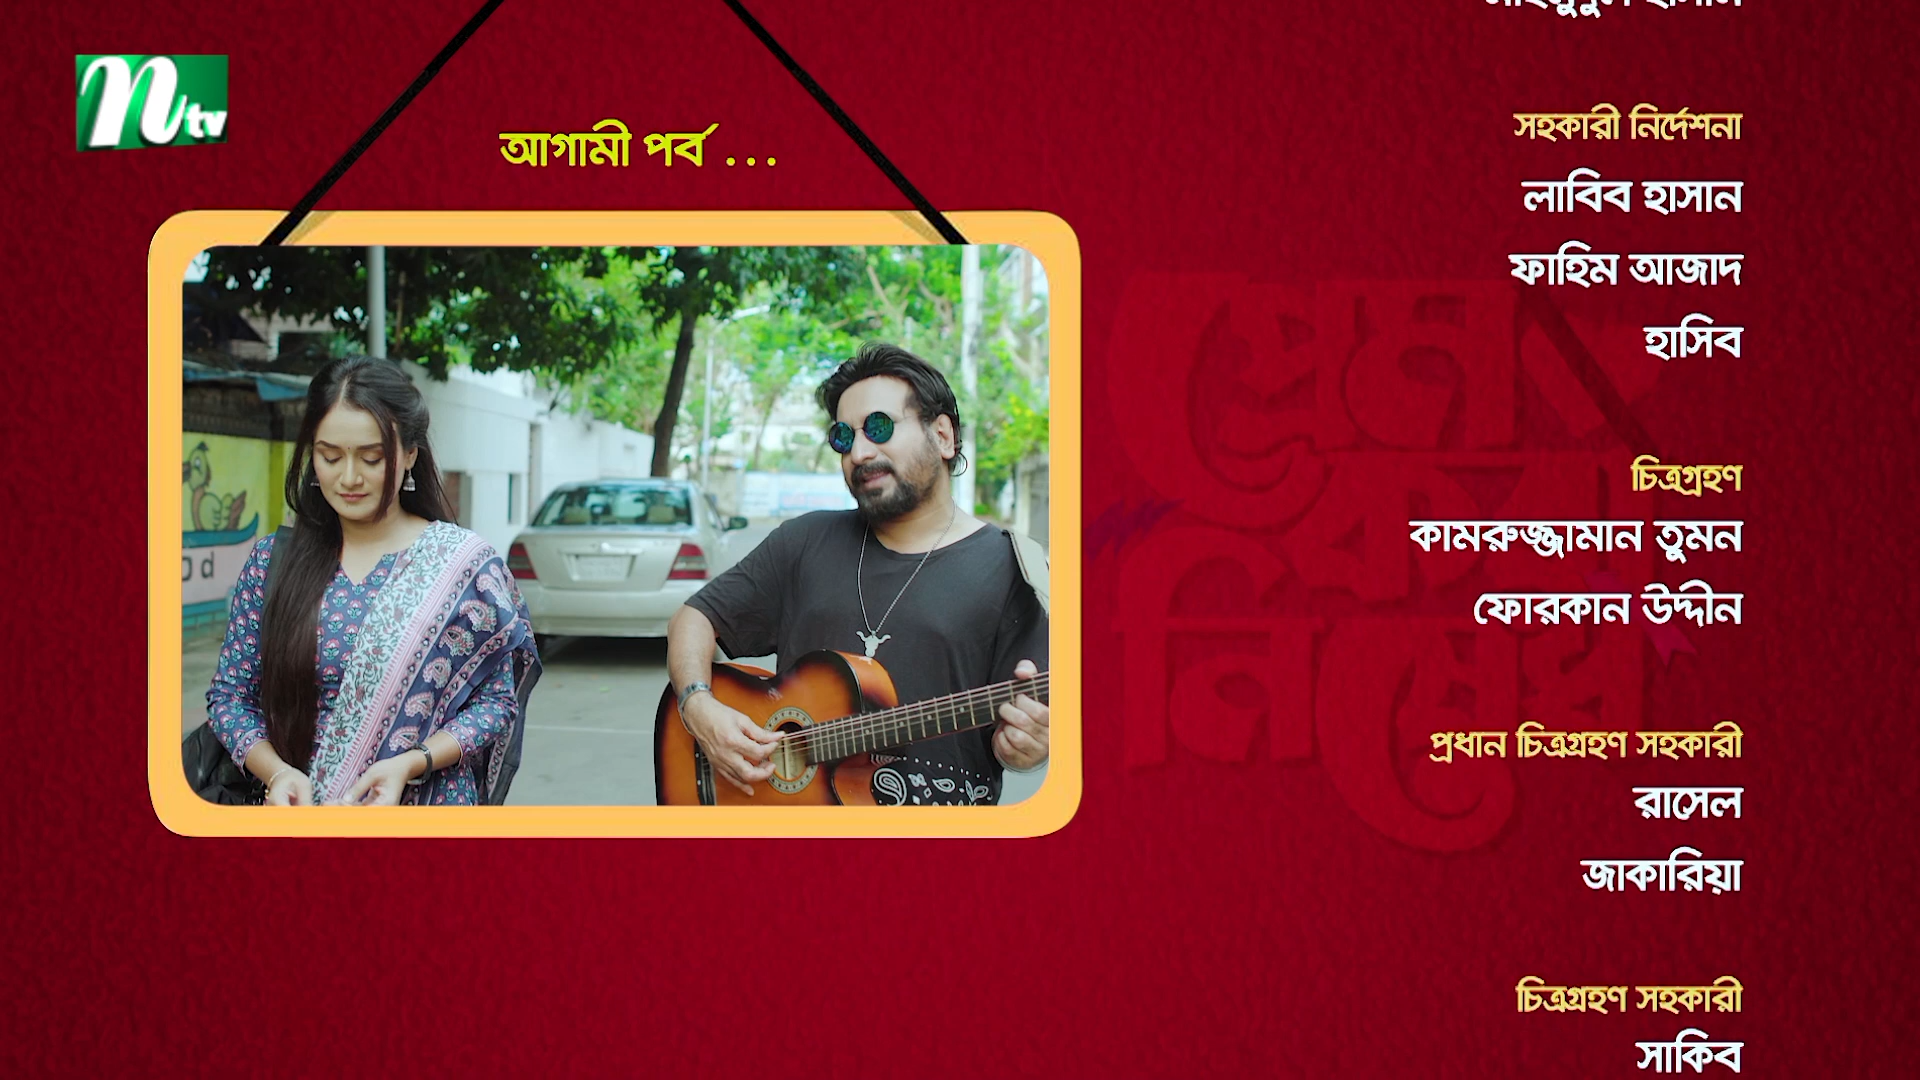 ntv
আগামী পর্ব ...
সহকারী নির্দেশনা
লাবিব হাসান
ফাহিম আজাদ
হাসিব
চিত্রগ্রহণ
কামরুজ্জামান তুমন
ফোরকান উদ্দীন
প্রধান চিত্রগ্রহণ সহকারী
রাসেল
জাকারিয়া
চিত্রগ্রহণ সহকারী
সাকিব
প্রেম
নিষেধ